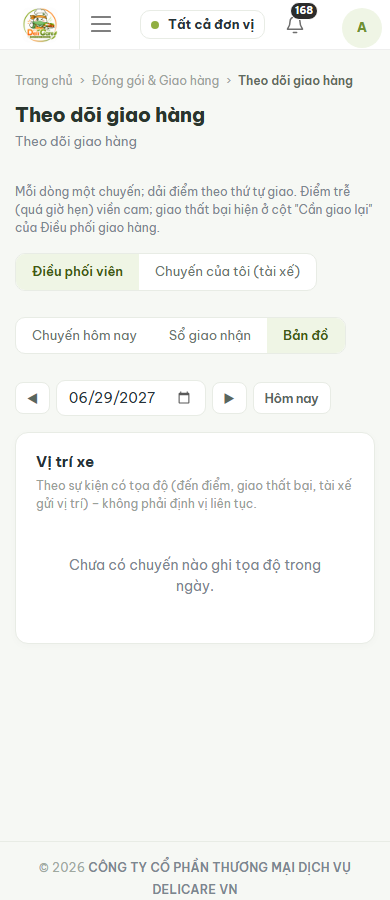 168
Tất cả đơn vị
A
Trang chủ › Đóng gói & Giao hàng › Theo dõi giao hàng
Theo dõi giao hàng
Theo dõi giao hàng
Mỗi dòng một chuyến; dải điểm theo thứ tự giao. Điểm trễ
(quá giờ hẹn) viền cam; giao thất bại hiện ở cột "Cần giao lại"
của Điều phối giao hàng.
Điều phối viên Chuyến của tôi (tài xế)
Chuyến hôm nay Sổ giao nhận Bản đồ
◀ 06/29/2027 ▶ Hôm nay
Vị trí xe
Theo sự kiện có tọa độ (đến điểm, giao thất bại, tài xế
gửi vị trí) – không phải định vị liên tục.
Chưa có chuyến nào ghi tọa độ trong
ngày.
© 2026 CÔNG TY CỔ PHẦN THƯƠNG MẠI DỊCH VỤ
DELICARE VN